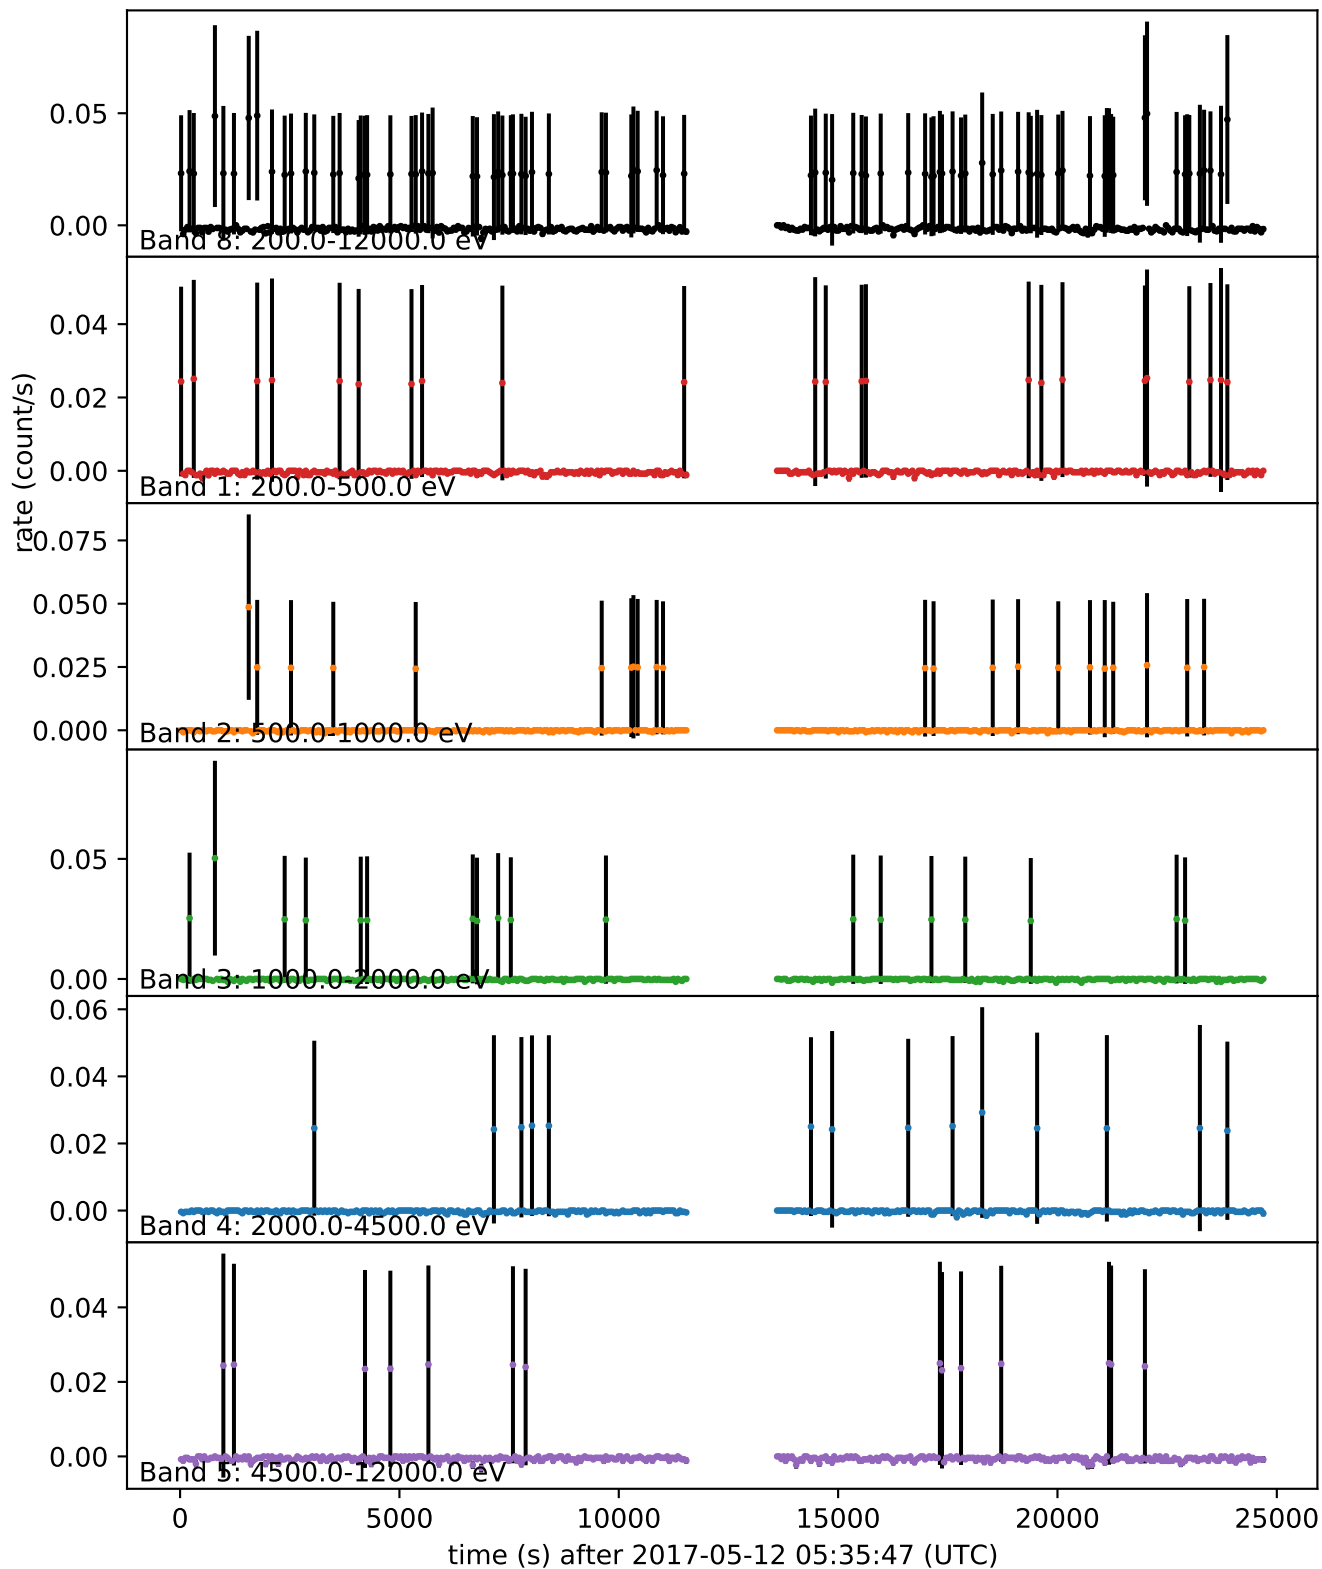 0.05
0.00
Band 8: 200.0-12000.0 eV
0.04
0.02
0.00
Band 1: 200.0-500.0 eV
rate (count/s)
0.075
0.050
0.025
0.000
Band 2: 500.0-1000.0 eV
0.05
0.00
Band 3: 1000.0-2000.0 eV
0.06
0.04
0.02
0.00
Band 4: 2000.0-4500.0 eV
0.04
0.02
0.00
Band 5: 4500.0-12000.0 eV
0 5000 10000 15000 20000 25000
time (s) after 2017-05-12 05:35:47 (UTC)